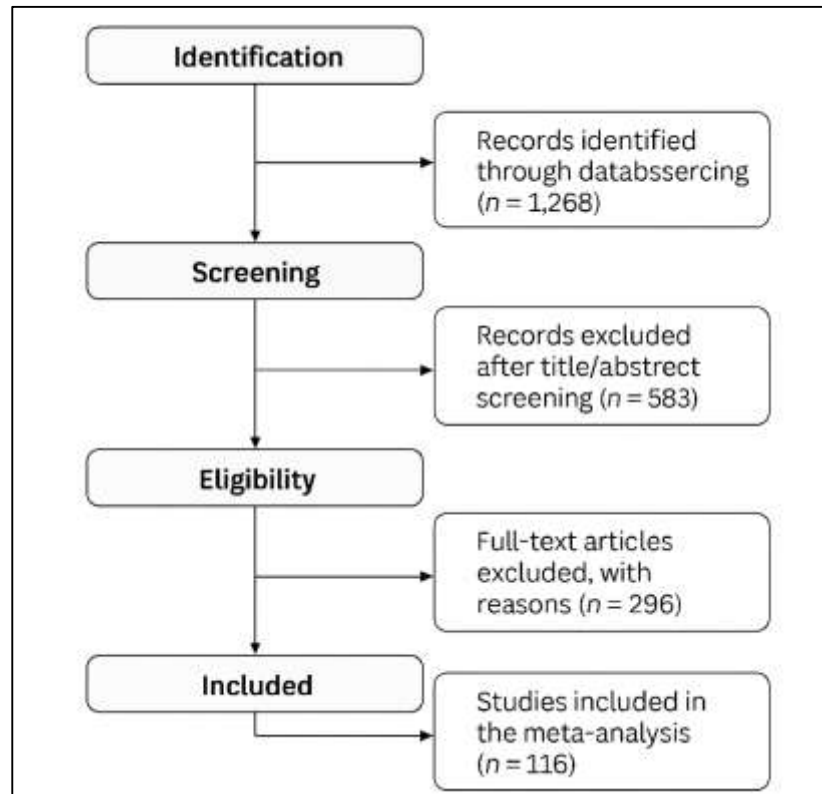 Identification
Records identified
through databssercing
(n = 1,268)
Screening
Records excluded
after title/abstrect
screening (n = 583)
Eligibility
Full-text articles
excluded, with
reasons (n = 296)
Included
Studies included in
the meta-analysis
(n = 116)